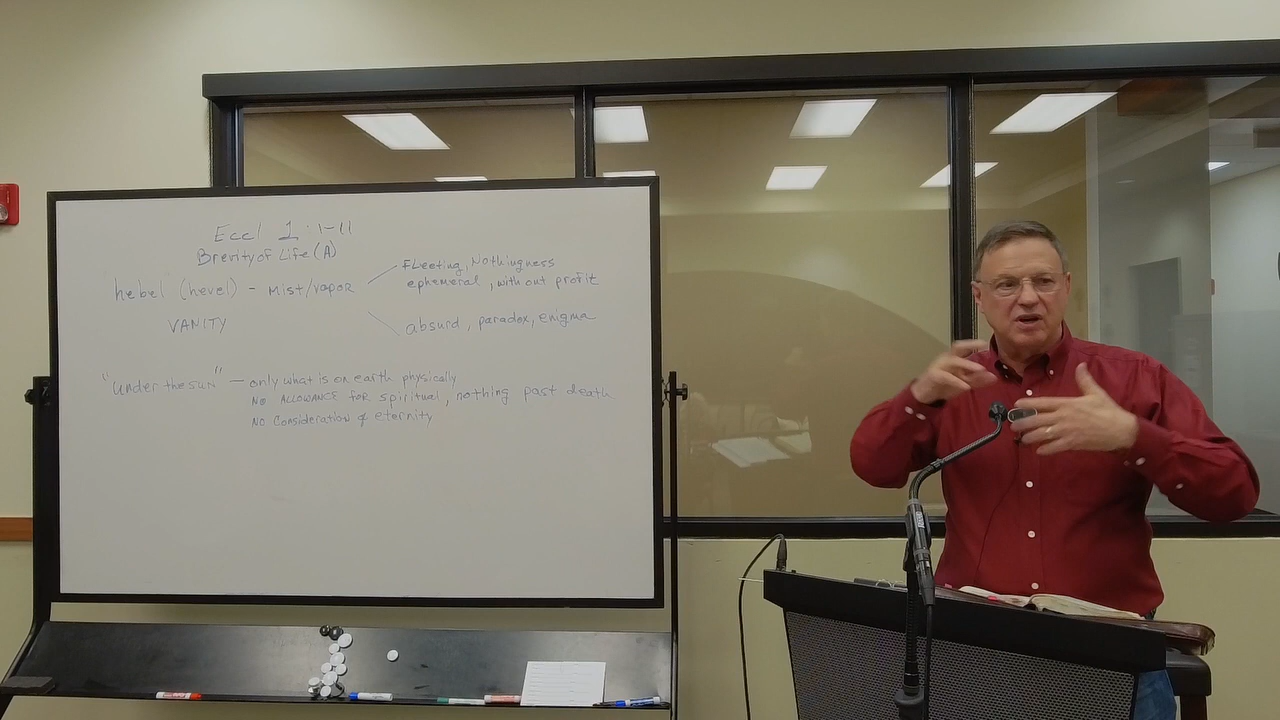 Eccl 1:1-11
Brevity of Life (A)
hebel (hevel) - Mist/vapor
Fleeting, Nothingness
ephemeral, with out profit
VANITY
absurd, paradox, enigma
"Under the sun" - only what is on earth physically
NO ALLOWANCE FOR spiritual, nothing past death
NO Consideration of eternity